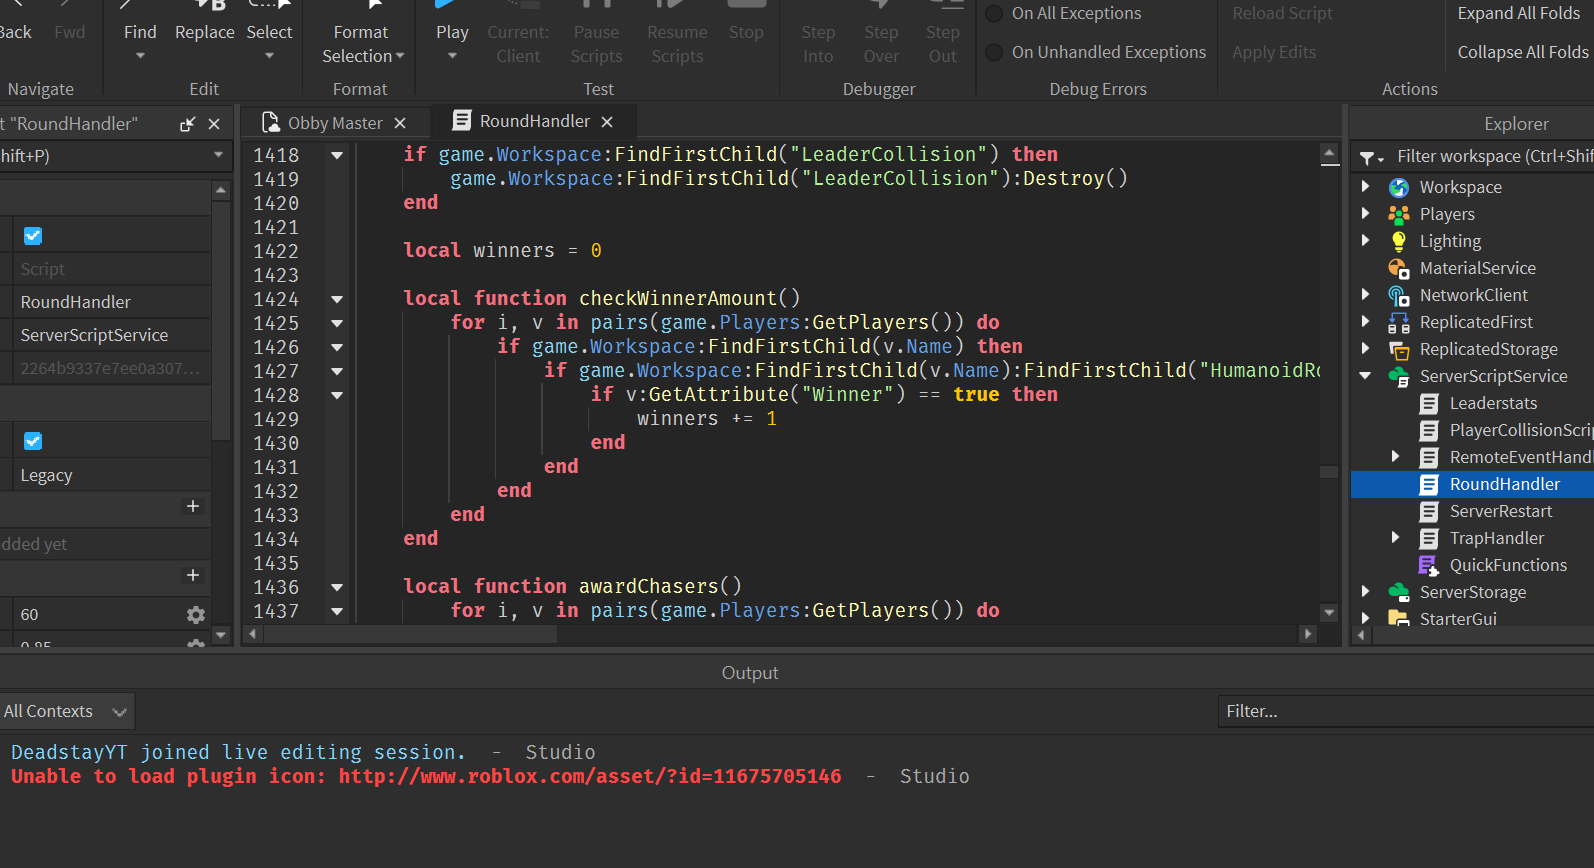 Back
Fwd
Find
Replace
Select
Format
Selection
Play
Current:
Client
Pause
Scripts
Resume
Scripts
Stop
Step
Into
Step
Over
Step
Out
On All Exceptions
On Unhandled Exceptions
Reload Script
Apply Edits
Expand All Folds
Collapse All Folds
Navigate
Edit
Format
Test
Debugger
Debug Errors
Actions
t "RoundHandler"
hift+P)
Script
RoundHandler
ServerScriptService
2264b9337e7ee0a307...
Legacy
+
dded yet
+
60
0.85
Obby Master
RoundHandler
1418 if game.Workspace:FindFirstChild("LeaderCollision") then
1419 game.Workspace:FindFirstChild("LeaderCollision"):Destroy()
1420 end
1421
1422 local winners = 0
1423
1424 local function checkWinnerAmount()
1425 for i, v in pairs(game.Players:GetPlayers()) do
1426 if game.Workspace:FindFirstChild(v.Name) then
1427 if game.Workspace:FindFirstChild(v.Name):FindFirstChild("HumanoidRo
1428 if v:GetAttribute("Winner") == true then
1429 winners += 1
1430 end
1431 end
1432 end
1433 end
1434 end
1435
1436 local function awardChasers()
1437 for i, v in pairs(game.Players:GetPlayers()) do
Explorer
Filter workspace (Ctrl+Shif
Workspace
Players
Lighting
MaterialService
NetworkClient
ReplicatedFirst
ReplicatedStorage
ServerScriptService
Leaderstats
PlayerCollisionScri
RemoteEventHandl
RoundHandler
ServerRestart
TrapHandler
QuickFunctions
ServerStorage
StarterGui
Output
All Contexts
Filter...
DeadstayYT joined live editing session. - Studio
Unable to load plugin icon: http://www.roblox.com/asset/?id=11675705146 - Studio